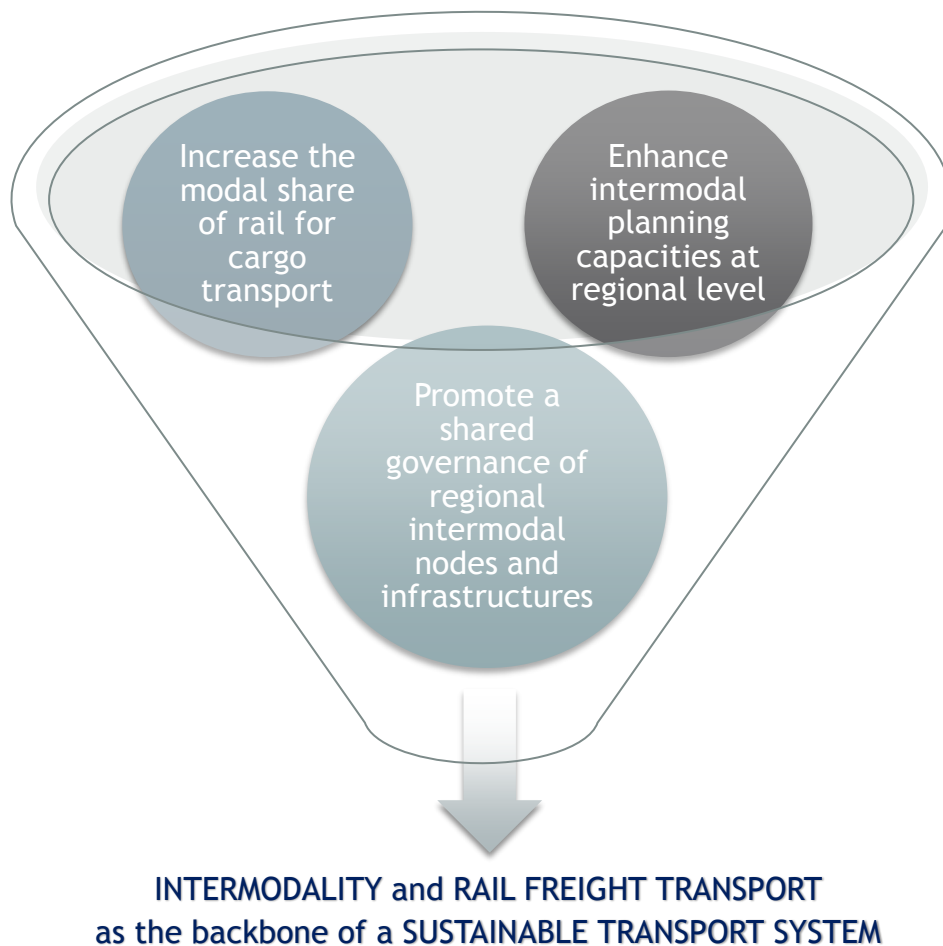 Increase the
modal share
of rail for
cargo
transport
Enhance
intermodal
planning
capacities at
regional level
Promote a
shared
governance of
regional
intermodal
nodes and
infrastructures
INTERMODALITY and RAIL FREIGHT TRANSPORT
as the backbone of a SUSTAINABLE TRANSPORT SYSTEM